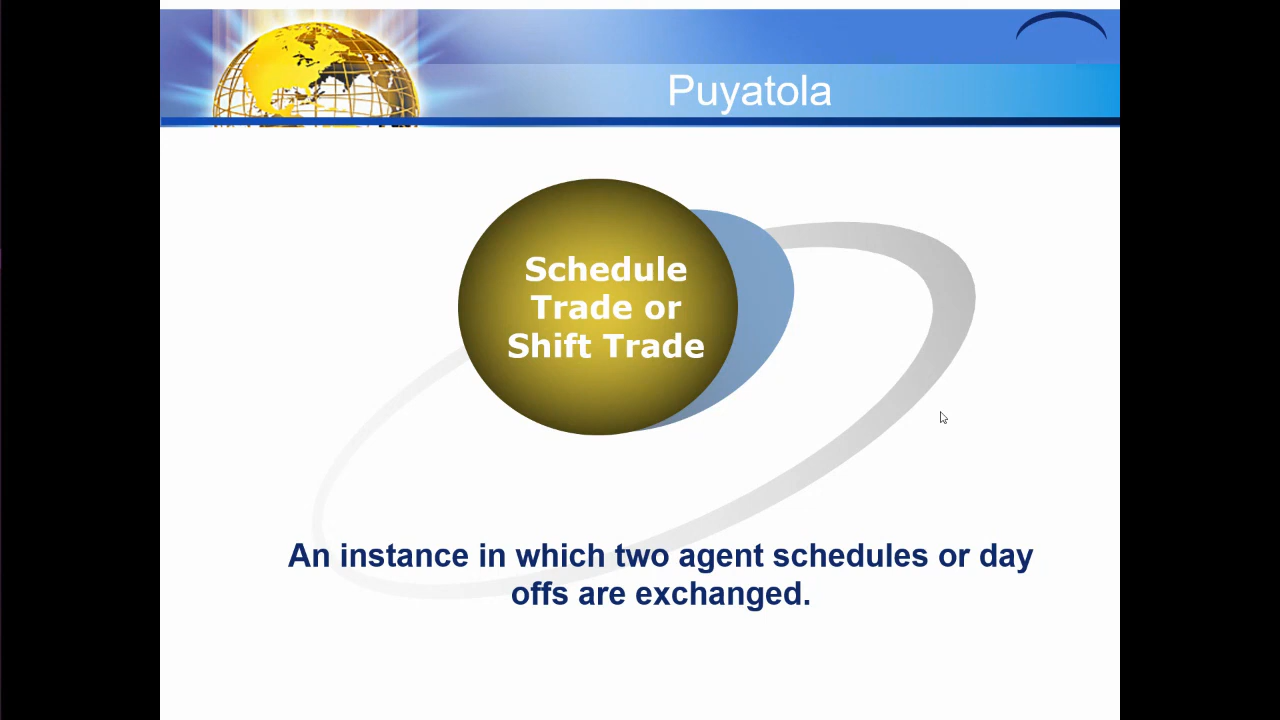 Puyatola
Schedule
Trade or
Shift Trade
An instance in which two agent schedules or day
offs are exchanged.